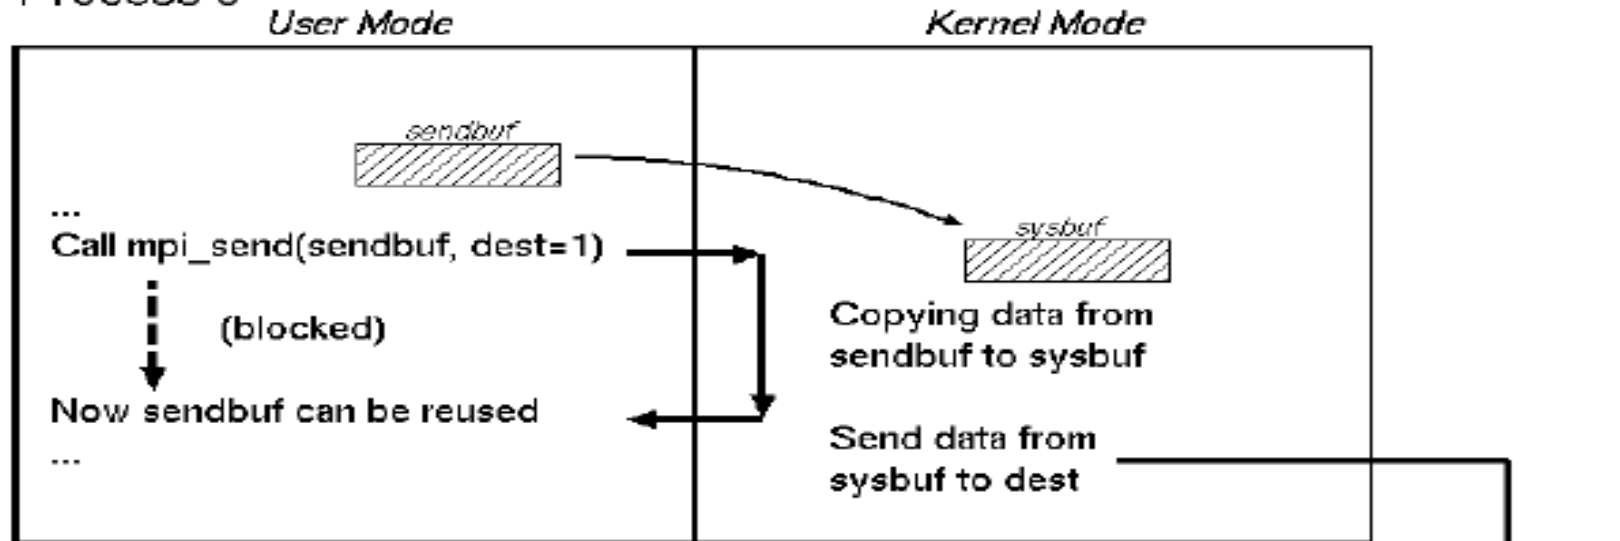 User Mode
Kernel Mode
sendbuf
sysbuf
...
Call mpi_send(sendbuf, dest=1)
(blocked)
Now sendbuf can be reused
...
Copying data from
sendbuf to sysbuf
Send data from
sysbuf to dest